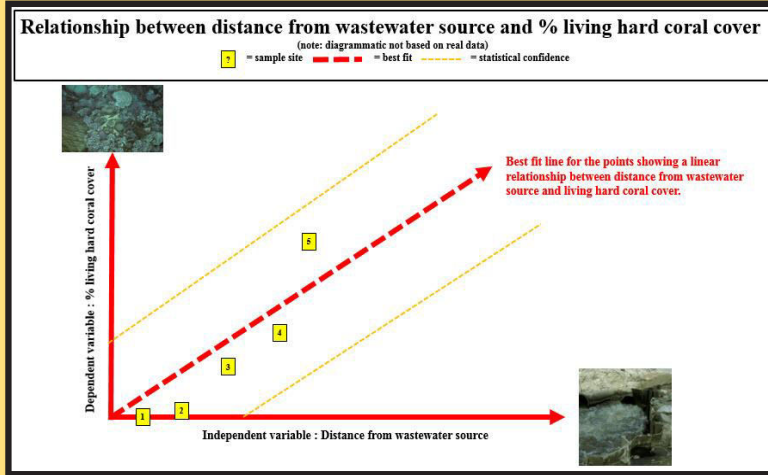 Relationship between distance from wastewater source and % living hard coral cover
(note: diagrammatic not based on real data)
? = sample site = best fit = statistical confidence
Best fit line for the points showing a linear
relationship between distance from wastewater
source and living hard coral cover.
Dependent variable : % living hard coral cover
5
4
3
2
1
Independent variable : Distance from wastewater source